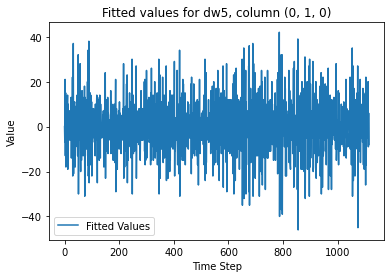 Fitted values for dw5, column (0, 1, 0)
40
20
0
−20
−40
Value
Fitted Values
0 200 400 600 800 1000
Time Step